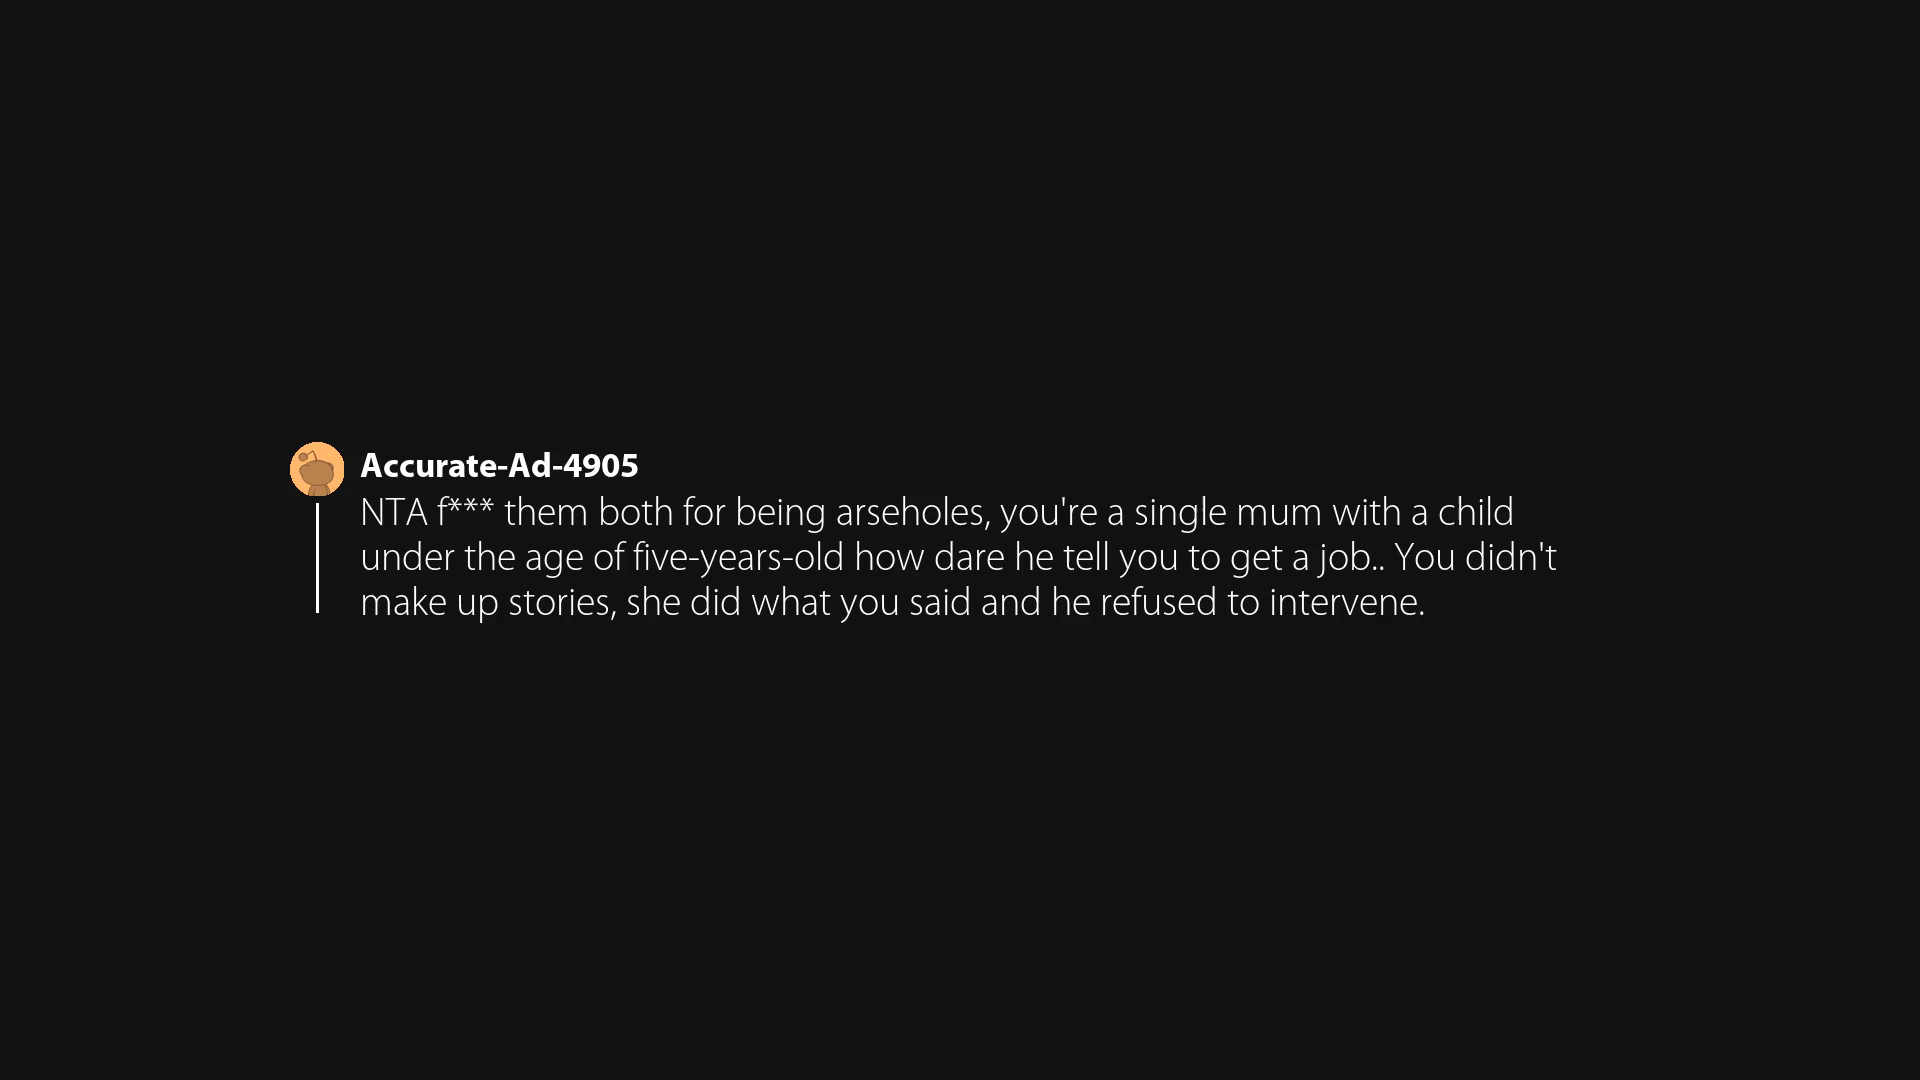 Accurate-Ad-4905
NTA f*** them both for being arseholes, you're a single mum with a child
under the age of five-years-old how dare he tell you to get a job.. You didn't
make up stories, she did what you said and he refused to intervene.